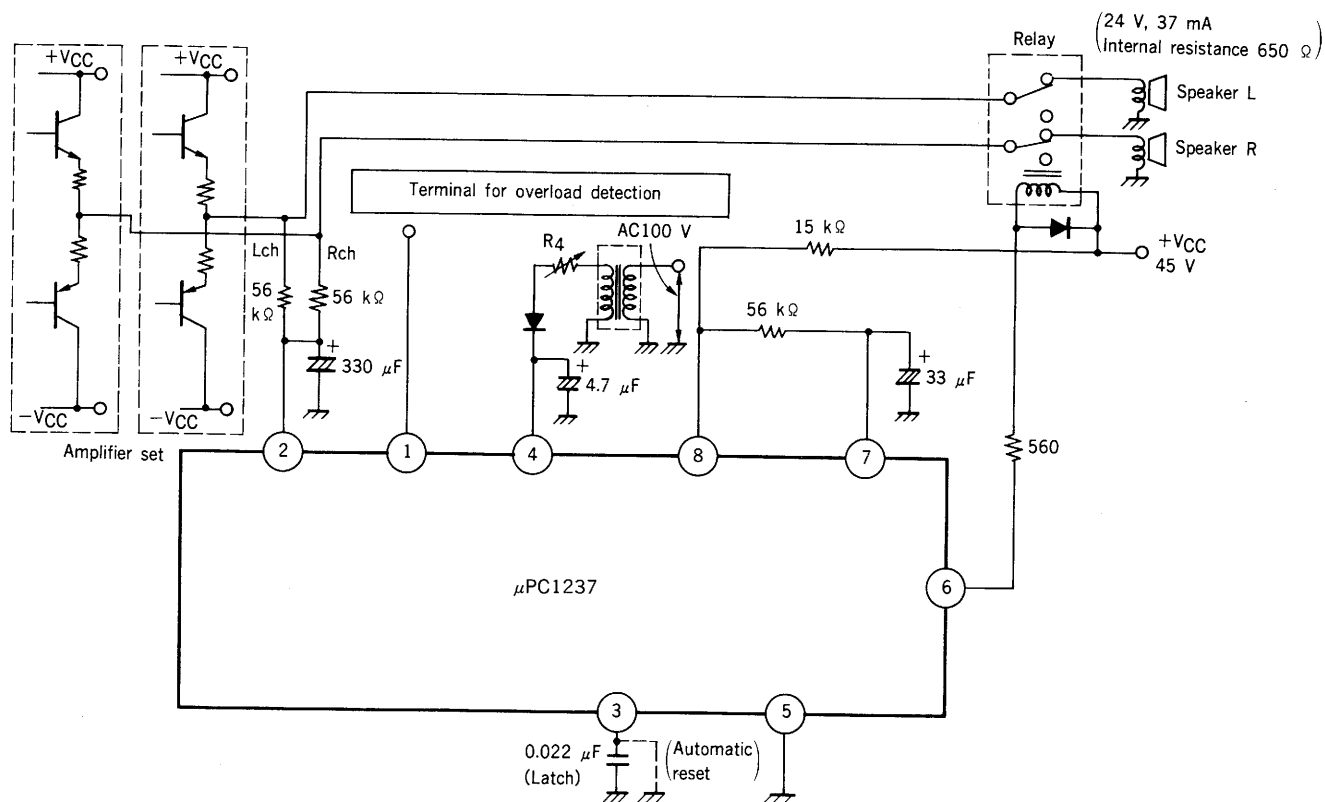 (24 V, 37 mA
Internal resistance 650 Ω)
+VCC
+VCC
Relay
Speaker L
Speaker R
Terminal for overload detection
AC100 V
R4
15 kΩ
+VCC
45 V
Lch
Rch
56 kΩ
56 kΩ
56 kΩ
+
330 μF
+
4.7 μF
+
33 μF
−VCC
−VCC
Amplifier set
2
1
4
8
7
560
6
μPC1237
3
5
0.022 μF
(Latch)
(Automatic
reset)